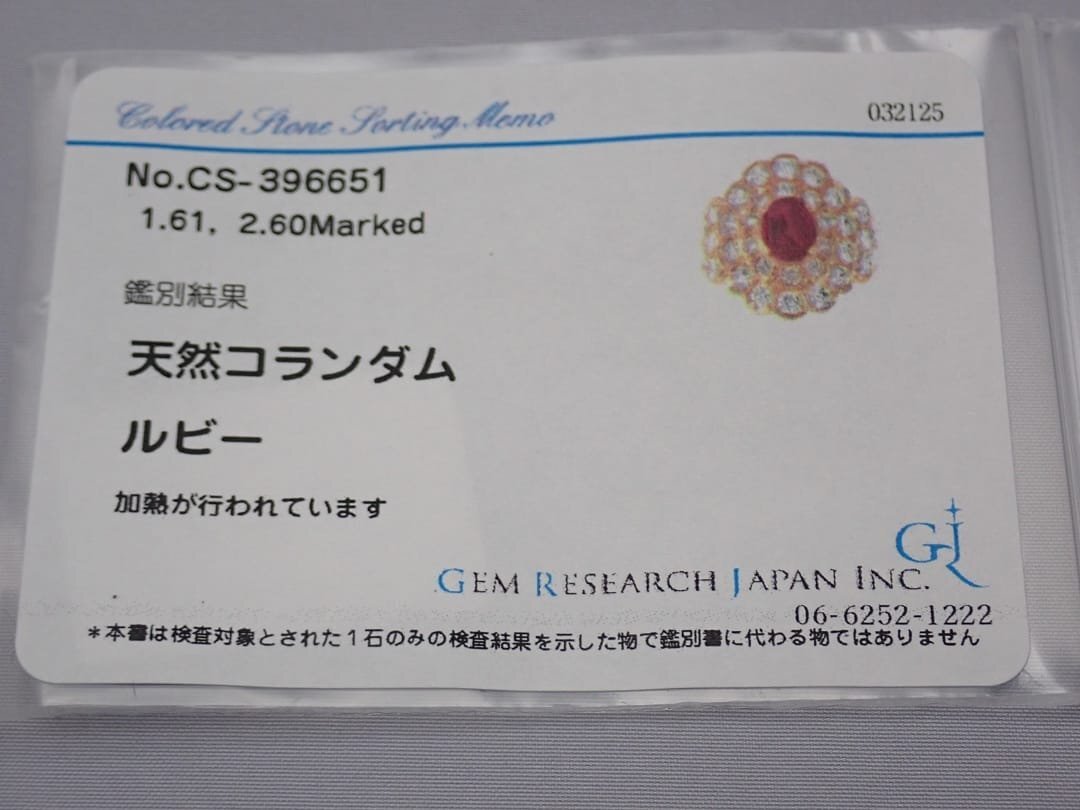 Colored Stone Sorting Memo
032125
No.CS-396651
1.61, 2.60Marked
鑑別結果
天然コランダム
ルビー
加熱が行われています
GJR
GEM RESEARCH JAPAN INC.
06-6252-1222
*本書は検査対象とされた1石のみの検査結果を示した物で鑑別書に代わる物ではありません